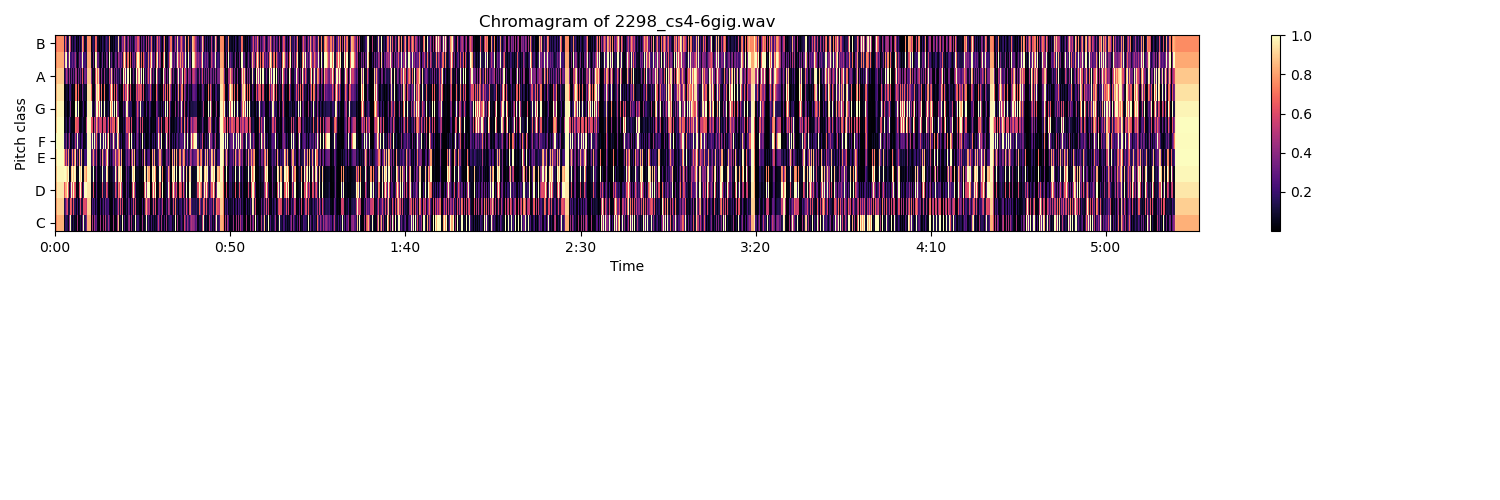 Chromagram of 2298_cs4-6gig.wav
B
A
G
F
E
D
C
Pitch class
0:00 0:50 1:40 2:30 3:20 4:10 5:00
Time
1.0
0.8
0.6
0.4
0.2